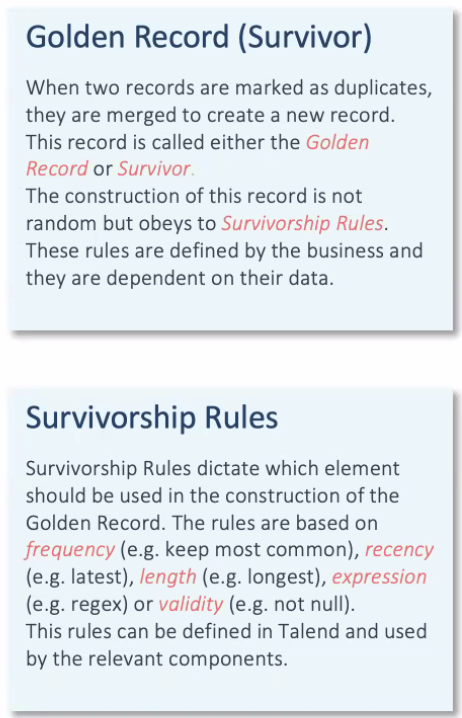 Golden Record (Survivor)
When two records are marked as duplicates,
they are merged to create a new record.
This record is called either the Golden
Record or Survivor.
The construction of this record is not
random but obeys to Survivorship Rules.
These rules are defined by the business and
they are dependent on their data.
Survivorship Rules
Survivorship Rules dictate which element
should be used in the construction of the
Golden Record. The rules are based on
frequency (e.g. keep most common), recency
(e.g. latest), length (e.g. longest), expression
(e.g. regex) or validity (e.g. not null).
This rules can be defined in Talend and used
by the relevant components.